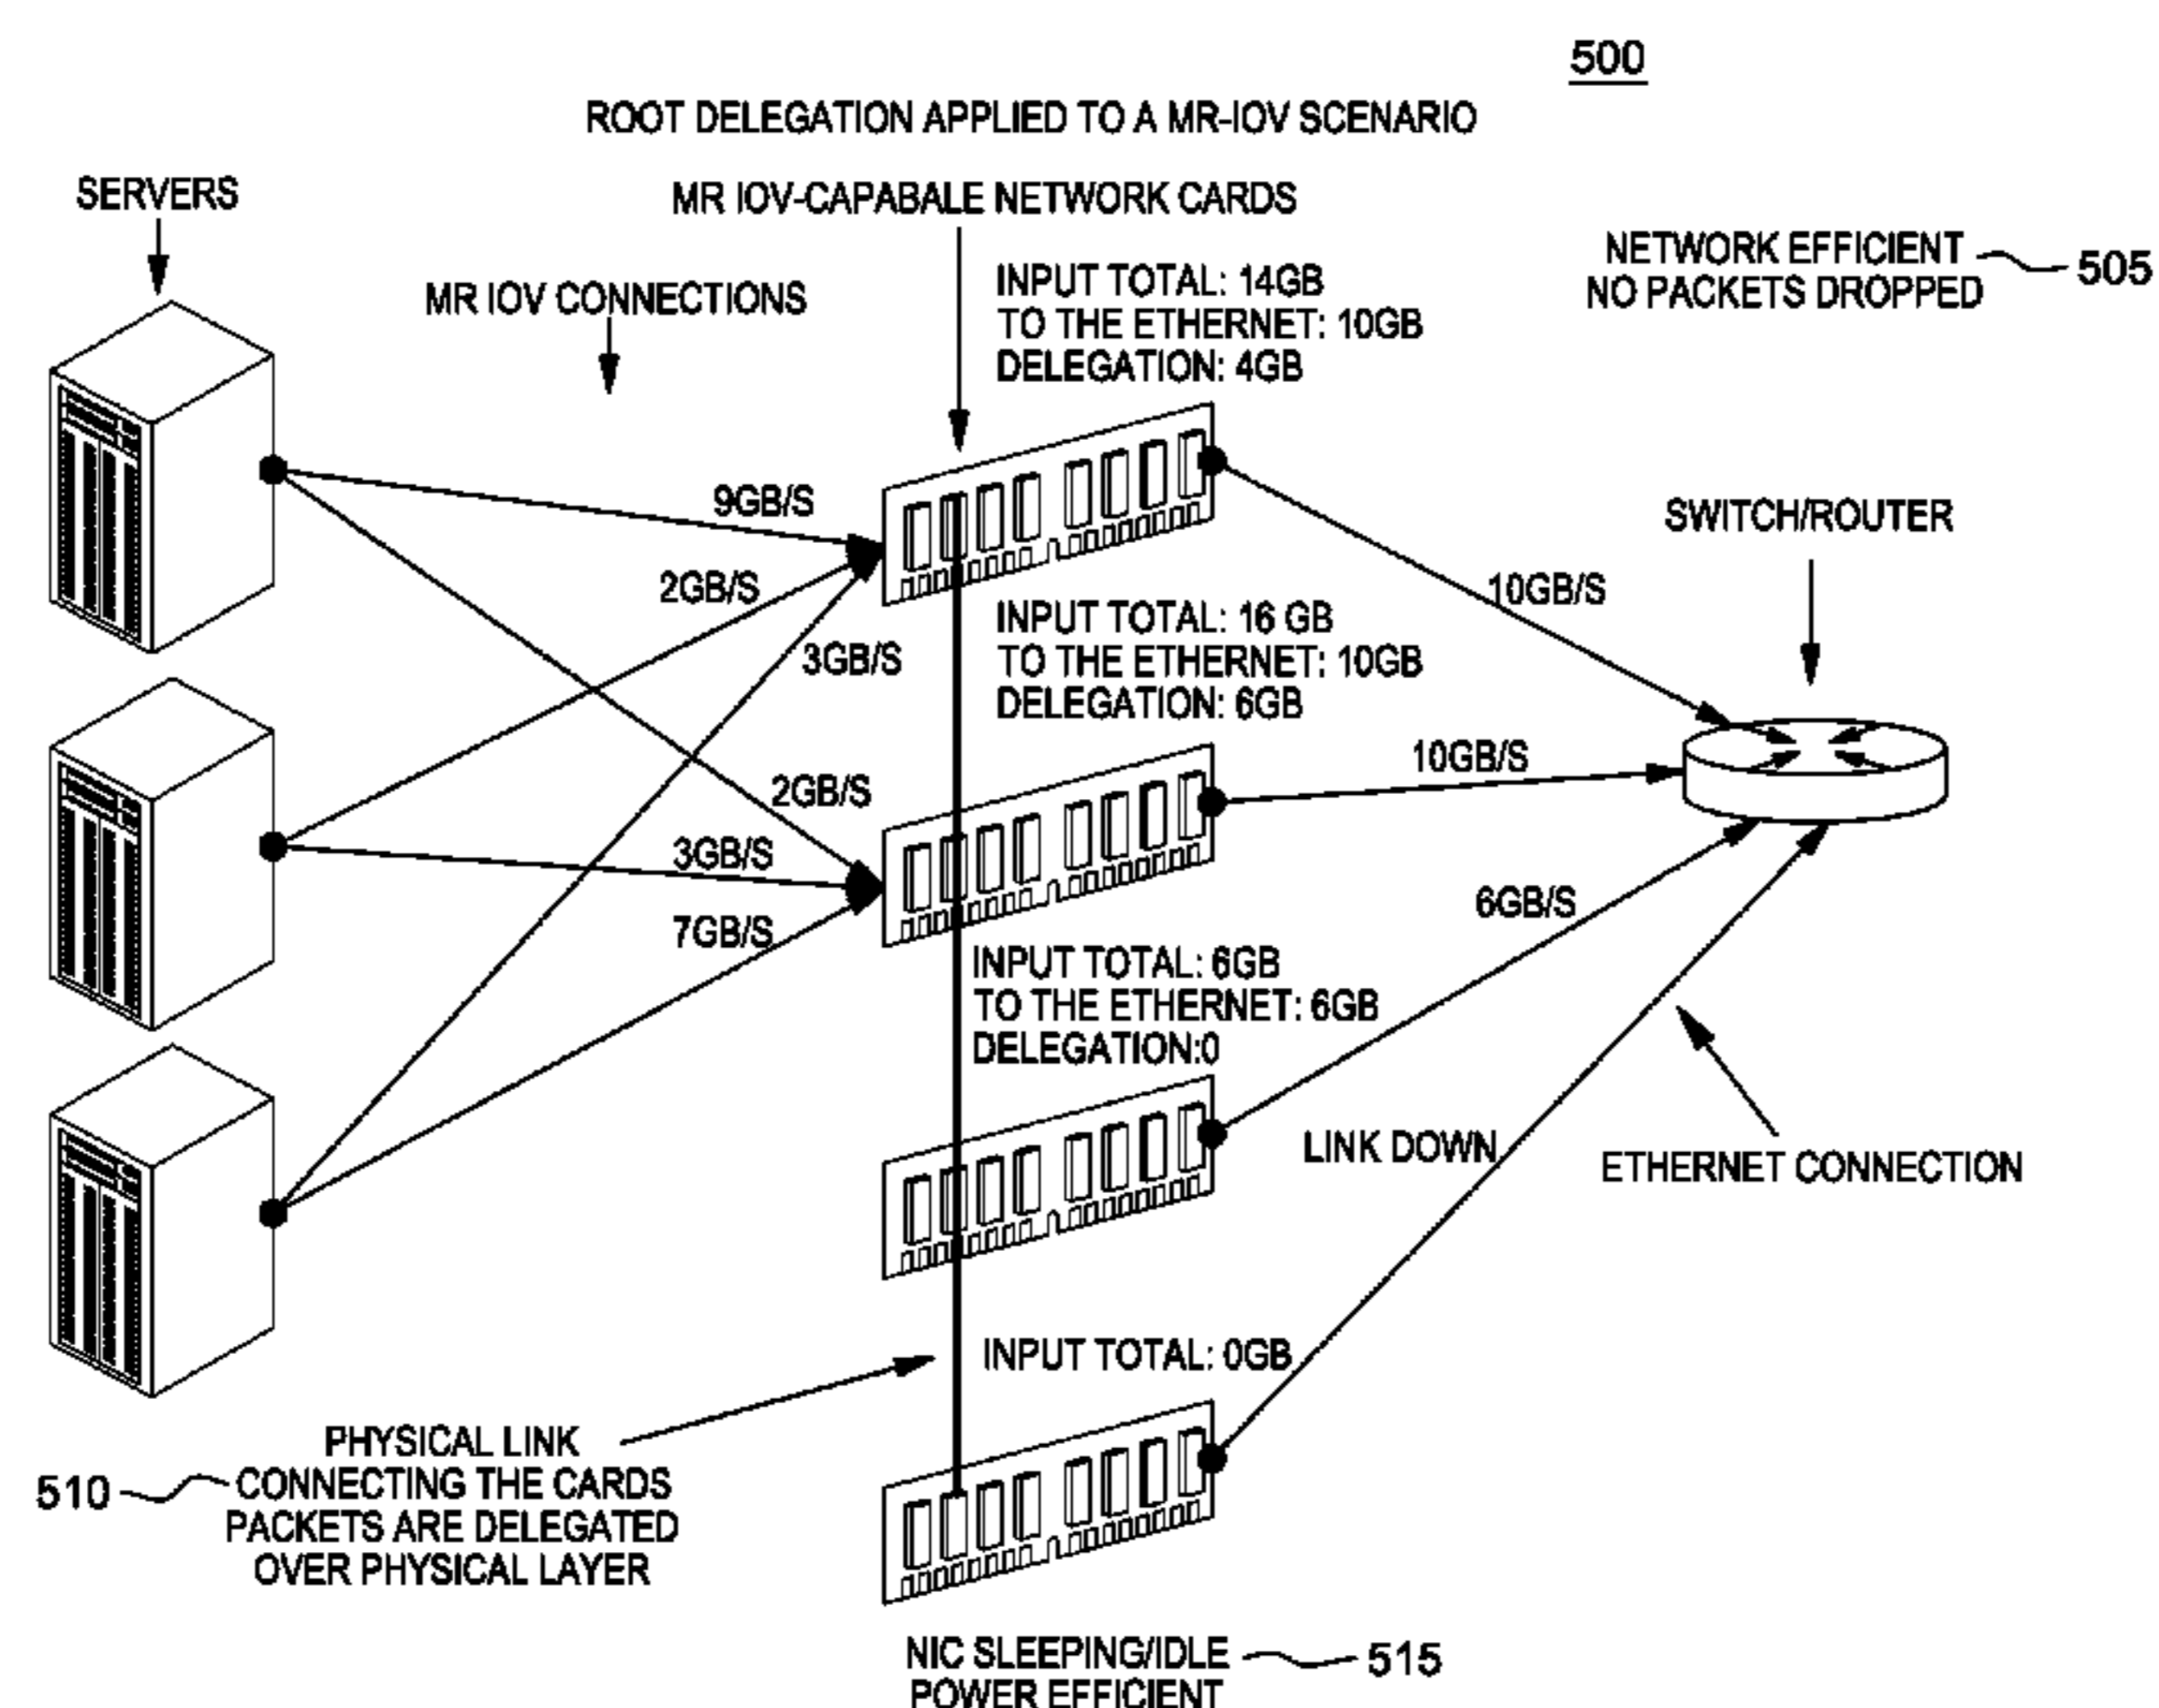 500
ROOT DELEGATION APPLIED TO A MR-IOV SCENARIO
SERVERS
MR IOV-CAPABALE NETWORK CARDS
MR IOV CONNECTIONS
INPUT TOTAL: 14GB
TO THE ETHERNET: 10GB
DELEGATION: 4GB
NETWORK EFFICIENT
NO PACKETS DROPPED
505
9GB/S
2GB/S
3GB/S
10GB/S
SWITCH/ROUTER
INPUT TOTAL: 16 GB
TO THE ETHERNET: 10GB
DELEGATION: 6GB
2GB/S
3GB/S
7GB/S
10GB/S
INPUT TOTAL: 6GB
TO THE ETHERNET: 6GB
DELEGATION:0
6GB/S
LINK DOWN
ETHERNET CONNECTION
INPUT TOTAL: 0GB
PHYSICAL LINK
CONNECTING THE CARDS
PACKETS ARE DELEGATED
OVER PHYSICAL LAYER
510
NIC SLEEPING/IDLE
POWER EFFICIENT
515